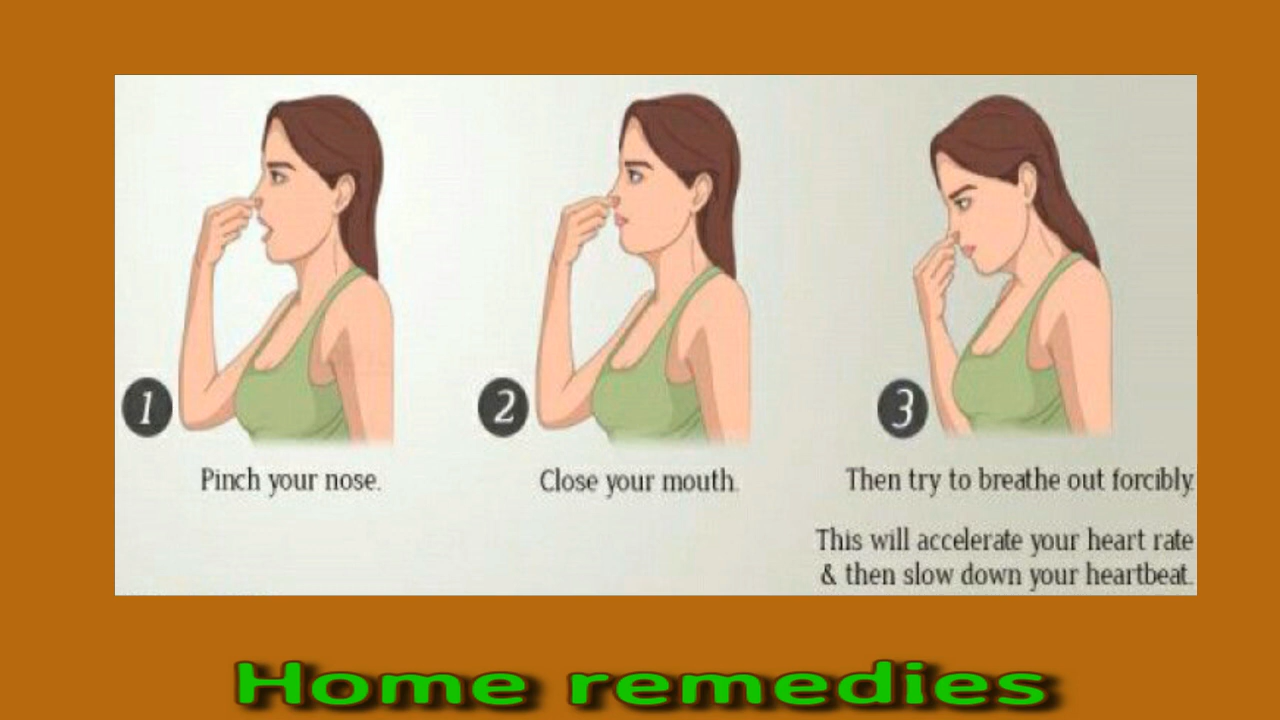 1
Pinch your nose.
2
Close your mouth.
3
Then try to breathe out forcibly.
This will accelerate your heart rate
& then slow down your heartbeat.
Home remedies